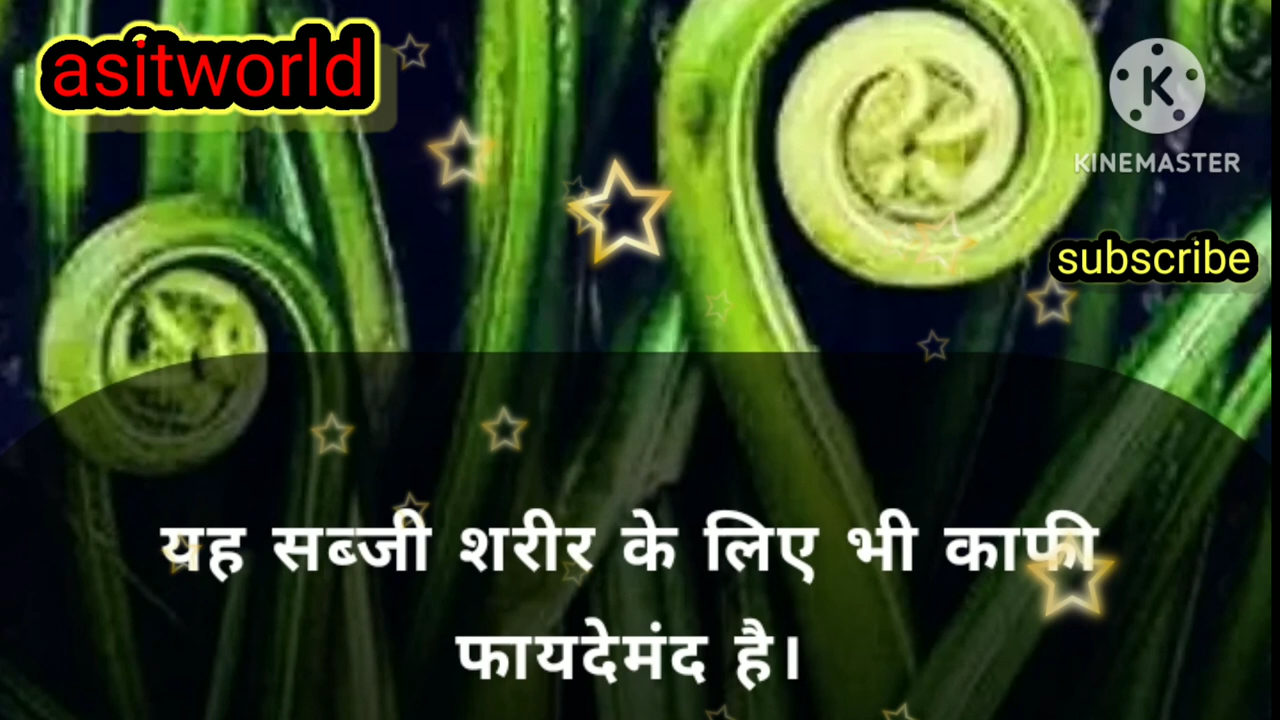 asitworld
K
KINEMASTER
subscribe
यह सब्जी शरीर के लिए भी काफी
फायदेमंद है।